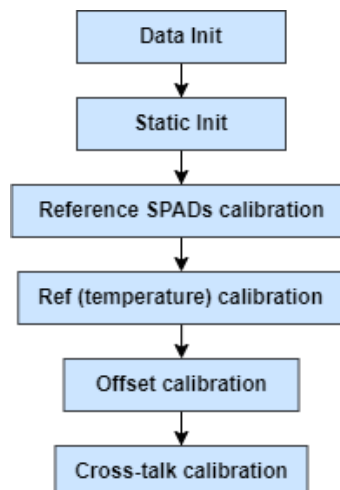 Data Init
Static Init
Reference SPADs calibration
Ref (temperature) calibration
Offset calibration
Cross-talk calibration